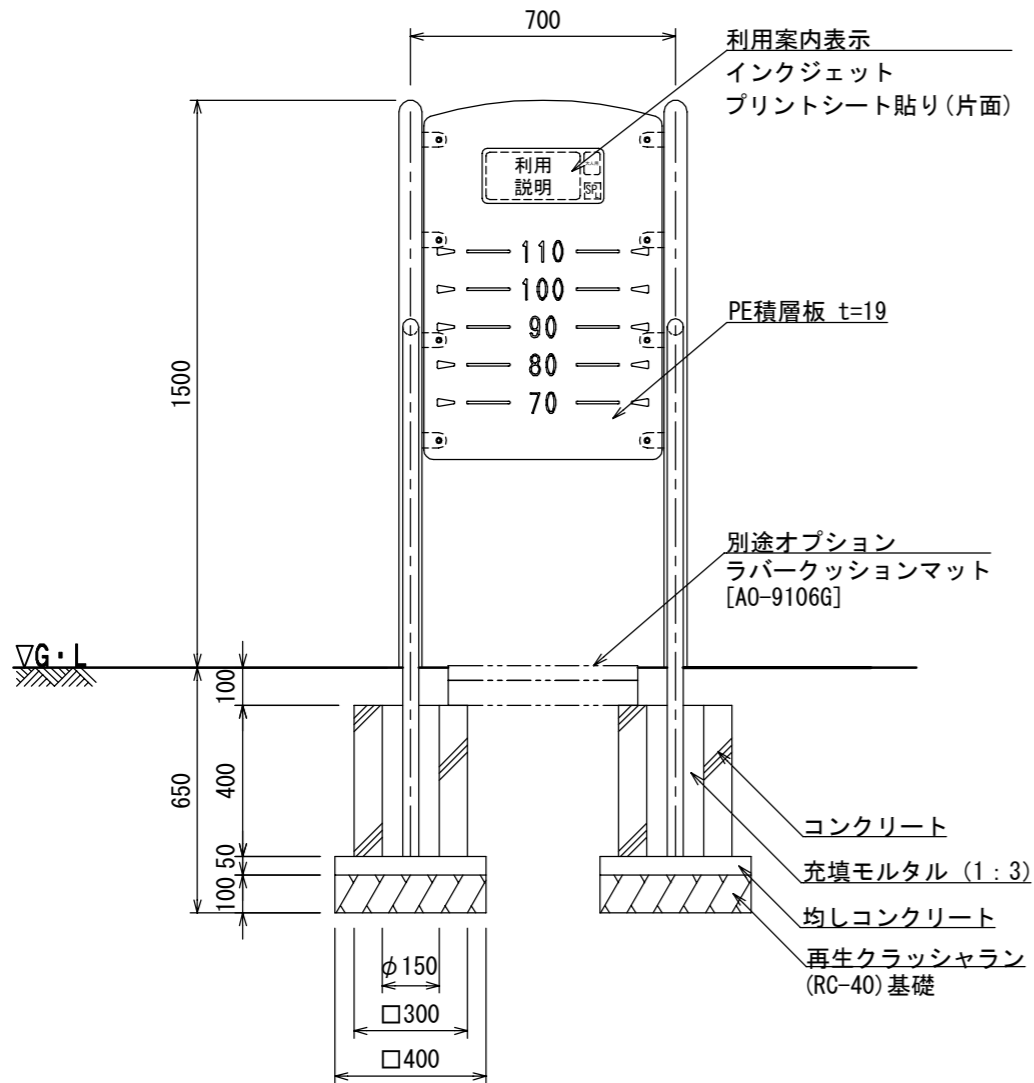 700
利用案内表示
インクジェット
プリントシート貼り(片面)
利用
説明
SP
110
100
90
80
70
PE積層板 t=19
1500
別途オプション
ラバークッションマット
[AO-9106G]
▽G・L
100
400
50
100
650
コンクリート
充填モルタル (1:3)
均しコンクリート
再生クラッシャラン
(RC-40)基礎
φ150
□300
□400